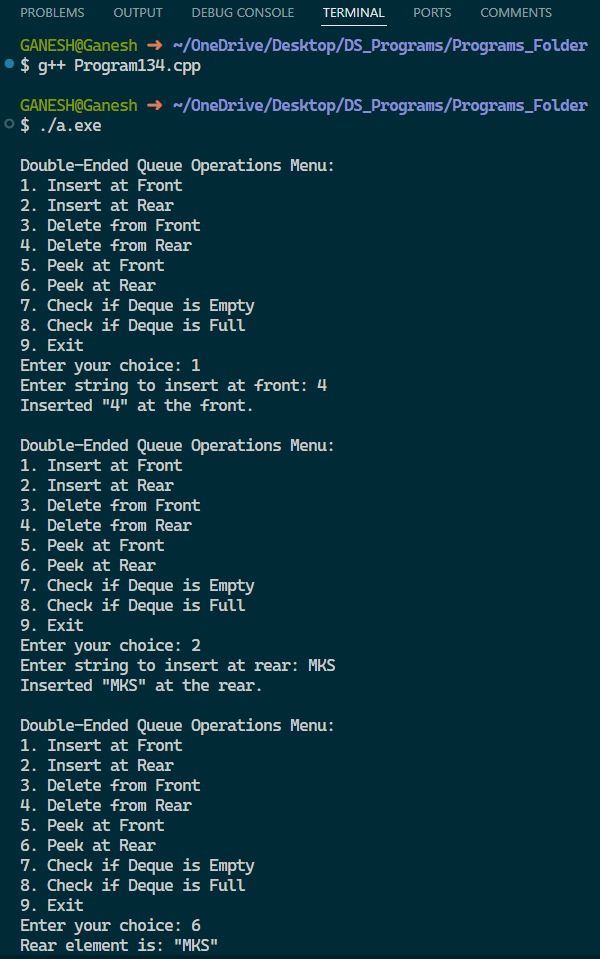 PROBLEMS OUTPUT DEBUG CONSOLE TERMINAL PORTS COMMENTS
GANESH@Ganesh ➜ ~/OneDrive/Desktop/DS_Programs/Programs_Folder
$ g++ Program134.cpp
GANESH@Ganesh ➜ ~/OneDrive/Desktop/DS_Programs/Programs_Folder
$ ./a.exe
Double-Ended Queue Operations Menu:
1. Insert at Front
2. Insert at Rear
3. Delete from Front
4. Delete from Rear
5. Peek at Front
6. Peek at Rear
7. Check if Deque is Empty
8. Check if Deque is Full
9. Exit
Enter your choice: 1
Enter string to insert at front: 4
Inserted "4" at the front.
Double-Ended Queue Operations Menu:
1. Insert at Front
2. Insert at Rear
3. Delete from Front
4. Delete from Rear
5. Peek at Front
6. Peek at Rear
7. Check if Deque is Empty
8. Check if Deque is Full
9. Exit
Enter your choice: 2
Enter string to insert at rear: MKS
Inserted "MKS" at the rear.
Double-Ended Queue Operations Menu:
1. Insert at Front
2. Insert at Rear
3. Delete from Front
4. Delete from Rear
5. Peek at Front
6. Peek at Rear
7. Check if Deque is Empty
8. Check if Deque is Full
9. Exit
Enter your choice: 6
Rear element is: "MKS"